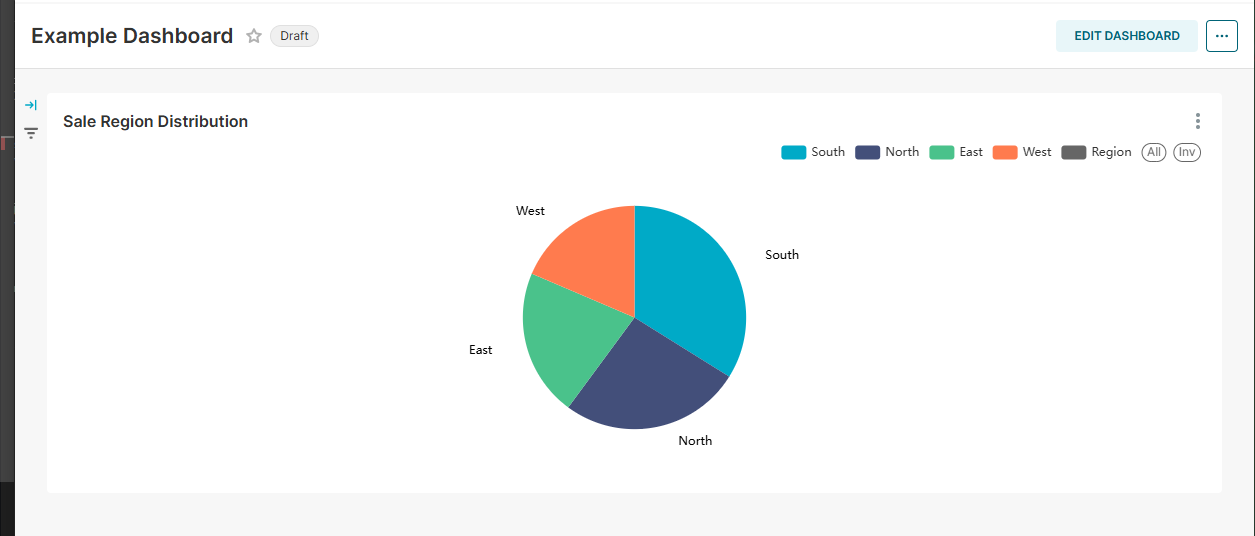 Example Dashboard Draft EDIT DASHBOARD ...
Sale Region Distribution
South North East West Region All Inv
West
South
East
North